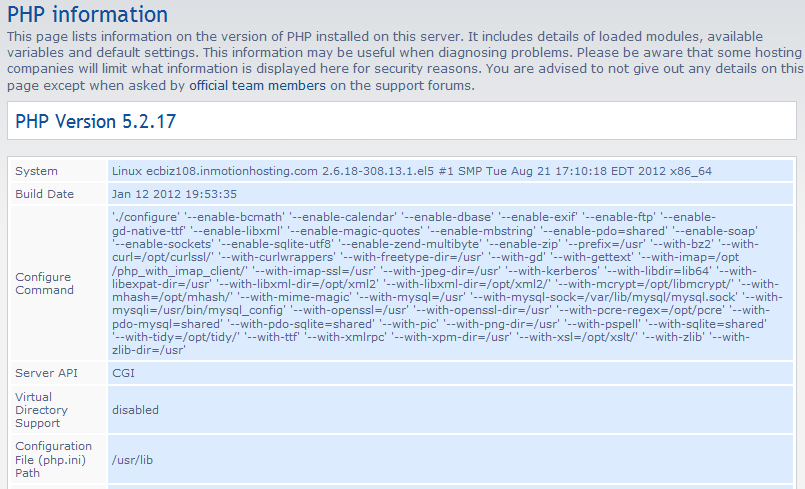 PHP information
This page lists information on the version of PHP installed on this server. It includes details of loaded modules, available
variables and default settings. This information may be useful when diagnosing problems. Please be aware that some hosting
companies will limit what information is displayed here for security reasons. You are advised to not give out any details on this
page except when asked by official team members on the support forums.
PHP Version 5.2.17
System
Linux ecbiz108.inmotionhosting.com 2.6.18-308.13.1.el5 #1 SMP Tue Aug 21 17:10:18 EDT 2012 x86_64
Build Date
Jan 12 2012 19:53:35
Configure
Command
'./configure' '--enable-bcmath' '--enable-calendar' '--enable-dbase' '--enable-exif' '--enable-ftp' '--enable-
gd-native-ttf' '--enable-libxml' '--enable-magic-quotes' '--enable-mbstring' '--enable-pdo=shared' '--enable-soap'
'--enable-sockets' '--enable-sqlite-utf8' '--enable-zend-multibyte' '--enable-zip' '--prefix=/usr' '--with-bz2' '--with-
curl=/opt/curlssl/' '--with-curlwrappers' '--with-freetype-dir=/usr' '--with-gd' '--with-gettext' '--with-imap=/opt
/php_with_imap_client/' '--with-imap-ssl=/usr' '--with-jpeg-dir=/usr' '--with-kerberos' '--with-libdir=lib64' '--with-
libexpat-dir=/usr' '--with-libxml-dir=/opt/xml2' '--with-libxml-dir=/opt/xml2/' '--with-mcrypt=/opt/libmcrypt/' '--with-
mhash=/opt/mhash/' '--with-mime-magic' '--with-mysql=/usr' '--with-mysql-sock=/var/lib/mysql/mysql.sock' '--with-
mysqli=/usr/bin/mysql_config' '--with-openssl=/usr' '--with-openssl-dir=/usr' '--with-pcre-regex=/opt/pcre' '--with-
pdo-mysql=shared' '--with-pdo-sqlite=shared' '--with-pic' '--with-png-dir=/usr' '--with-pspell' '--with-sqlite=shared'
'--with-tidy=/opt/tidy/' '--with-ttf' '--with-xmlrpc' '--with-xpm-dir=/usr' '--with-xsl=/opt/xslt/' '--with-zlib' '--with-
zlib-dir=/usr'
Server API
CGI
Virtual
Directory
Support
disabled
Configuration
File (php.ini)
Path
/usr/lib